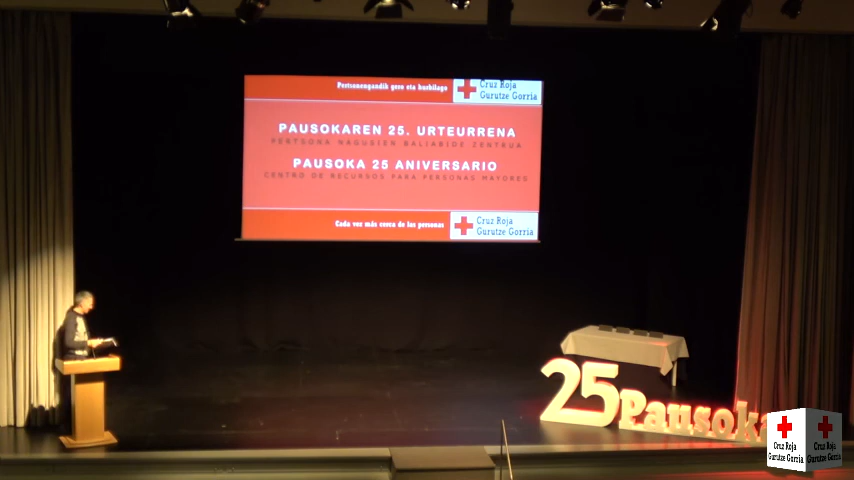 Pertsonengandik gero eta hurbilago
Cruz Roja
Gurutze Gorria
PAUSOKAREN 25. URTEURRENA
PERTSONA NAGUSIEN BALIABIDE ZENTRUA
PAUSOKA 25 ANIVERSARIO
CENTRO DE RECURSOS PARA PERSONAS MAYORES
Cada vez más cerca de las personas
Cruz Roja
Gurutze Gorria
25 Pausoka
Cruz Roja
Gurutze Gorria
Cruz Roja
Gurutze Gorria